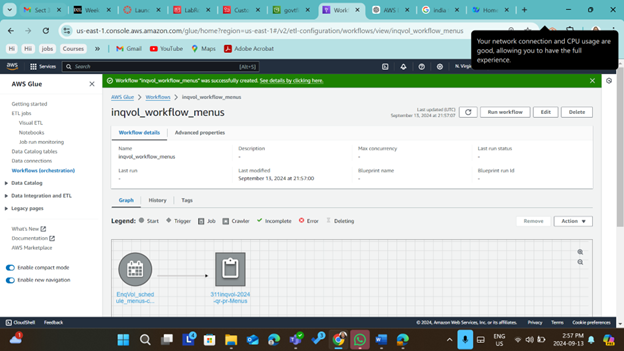 Sect
Week
Laun
Labfi
Cust
govt
W
AWS
india
Home
us-east-1.console.aws.amazon.com/glue/home?region=us-east-1#/v2/etl-configuration/workflows/view/inqvol_workflow_menus
Your network connection and CPU usage are
good, allowing you to have the full
experience.
Hi
Hii
jobs
Courses
Gmail
YouTube
Maps
Adobe Acrobat
aws
Services
Search
[Alt+S]
N. Virgin
AWS Glue
Workflow "inqvol_workflow_menus" was successfully created. See details by clicking here.
Getting started
ETL jobs
Visual ETL
Notebooks
Job run monitoring
Data Catalog tables
Data connections
Workflows (orchestration)
Data Catalog
Data Integration and ETL
Legacy pages
What's New
Documentation
AWS Marketplace
Enable compact mode
Enable new navigation
AWS Glue > Workflows > inqvol_workflow_menus
inqvol_workflow_menus
Last updated (UTC)
September 13, 2024 at 21:57:07
Run workflow
Edit
Delete
Workflow details
Advanced properties
Name
inqvol_workflow_menus
Description
-
Max concurrency
-
Last run status
-
Last run
-
Last modified
September 13, 2024 at 21:57:00
Blueprint name
-
Blueprint run id
-
Graph
History
Tags
Legend:
Start
Trigger
Job
Crawler
Incomplete
Error
Deleting
Remove
Action
EnqVol_sched
ule_menus-c...
311inqvol-2024
-qr-pr-Menus
CloudShell
Feedback
© 2024, Amazon Web Services, Inc. or its affiliates.
Privacy
Terms
Cookie preferences
ENG
US
2:57 PM
2024-09-13